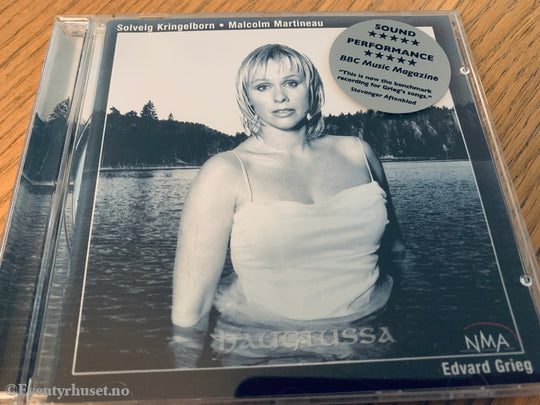 Solveig Kringelborn • Malcolm Martineau
SOUND
★★★★★
PERFORMANCE
★★★★★
BBC Music Magazine
"This is now the benchmark
recording for Grieg's songs."
Stavanger Aftenblad
HAUGTUSSA
NMA
Edvard Grieg
©Eventyrhuset.no